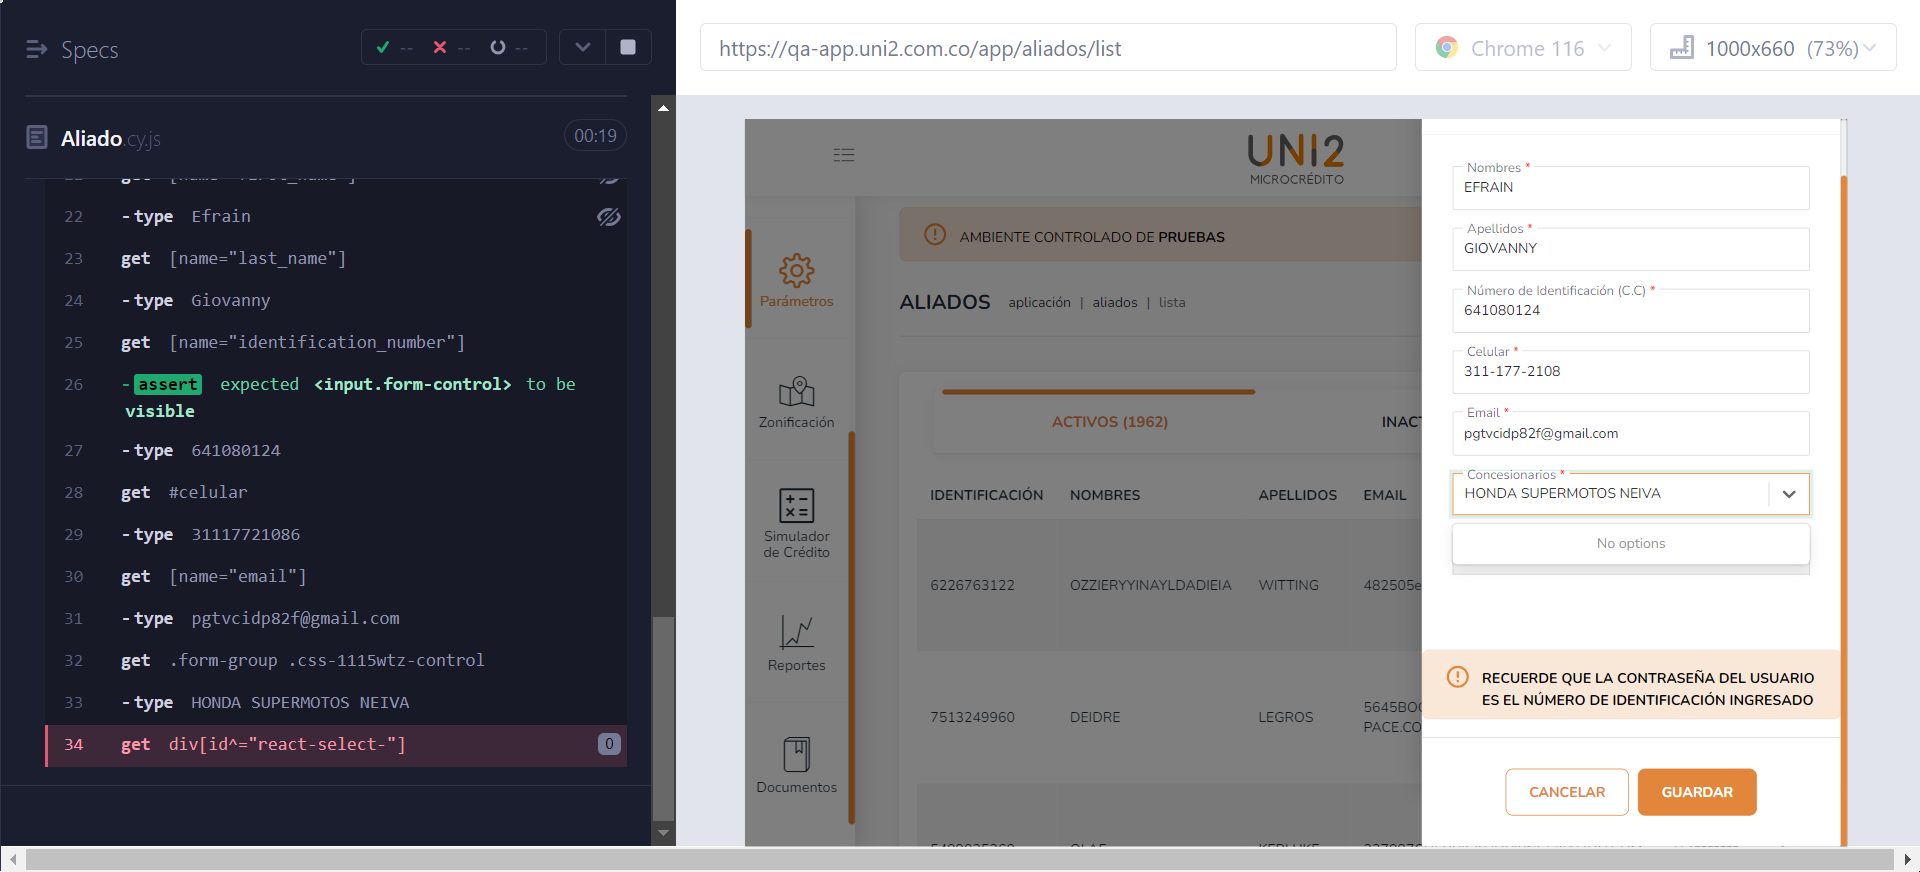 Specs
-- -- --
Aliado.cy.js
00:19
22 -type Efrain
23 get [name="last_name"]
24 -type Giovanny
25 get [name="identification_number"]
26 -assert expected <input.form-control> to be
visible
27 -type 641080124
28 get #celular
29 -type 31117721086
30 get [name="email"]
31 -type pgtvcidp82f@gmail.com
32 get .form-group .css-1115wtz-control
33 -type HONDA SUPERMOTOS NEIVA
34 get div[id^="react-select-"] 0
https://qa-app.uni2.com.co/app/aliados/list
Chrome 116
1000x660 (73%)
UNI2
MICROCRÉDITO
AMBIENTE CONTROLADO DE PRUEBAS
Parámetros
Zonificación
Simulador
de Crédito
Reportes
Documentos
ALIADOS aplicación | aliados | lista
ACTIVOS (1962)
INACT
IDENTIFICACIÓN NOMBRES APELLIDOS EMAIL
6226763122 OZZIERYYINAYLDADIEIA WITTING 482505e
7513249960 DEIDRE LEGROS 5645BOO
PACE.CO
Nombres *
EFRAIN
Apellidos *
GIOVANNY
Número de Identificación (C.C) *
641080124
Celular *
311-177-2108
Email *
pgtvcidp82f@gmail.com
Concesionarios *
HONDA SUPERMOTOS NEIVA
No options
RECUERDE QUE LA CONTRASEÑA DEL USUARIO
ES EL NÚMERO DE IDENTIFICACIÓN INGRESADO
CANCELAR
GUARDAR